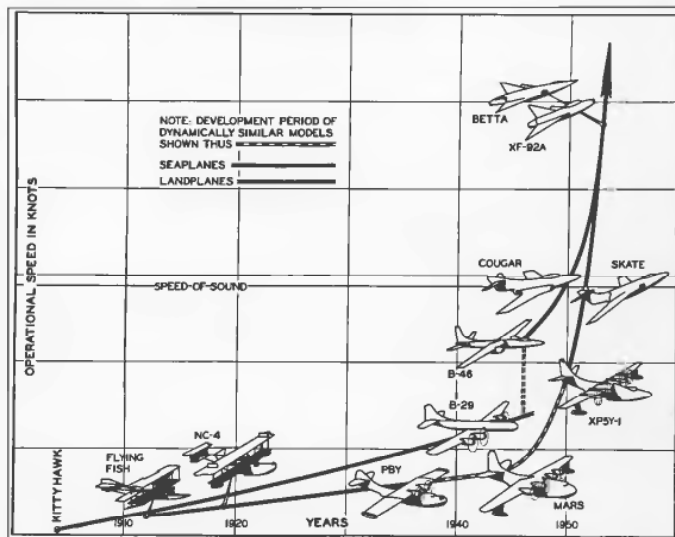 BETTA
XF-92A
NOTE: DEVELOPMENT PERIOD OF
DYNAMICALLY SIMILAR MODELS
SHOWN THUS
SEAPLANES
LANDPLANES
OPERATIONAL SPEED IN KNOTS
COUGAR
SKATE
SPEED-OF-SOUND
B-46
B-29
XP5Y-1
NC-4
FLYING
FISH
PBY
MARS
KITTYHAWK
1910
1920
YEARS
1940
1950